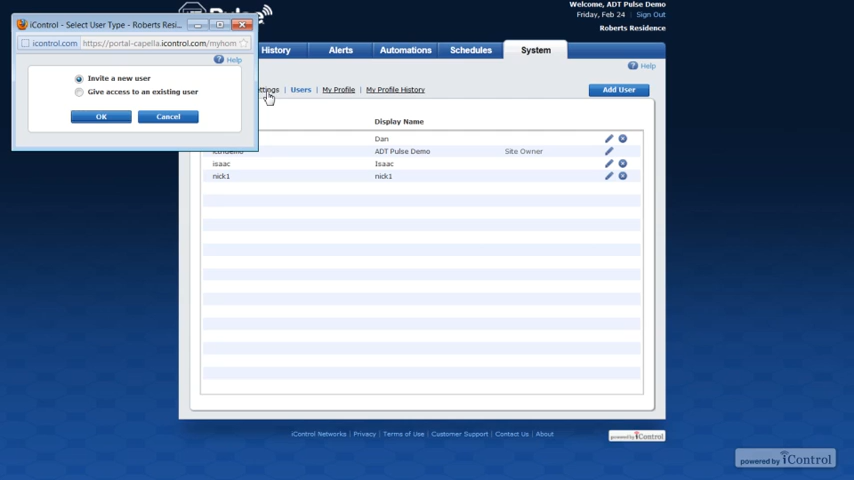 iControl - Select User Type - Roberts Resi...
icontrol.com https://portal-capella.icontrol.com/myhom
Help
Invite a new user
Give access to an existing user
OK Cancel
Welcome, ADT Pulse Demo
Friday, Feb 24 | Sign Out
Roberts Residence
History Alerts Automations Schedules System
Help
| Users | My Profile | My Profile History
Add User
Display Name
Dan
ADT Pulse Demo Site Owner
isaac Isaac
nick1 nick1
iControl Networks | Privacy | Terms of Use | Customer Support | Contact Us | About
powered by iControl
powered by iControl